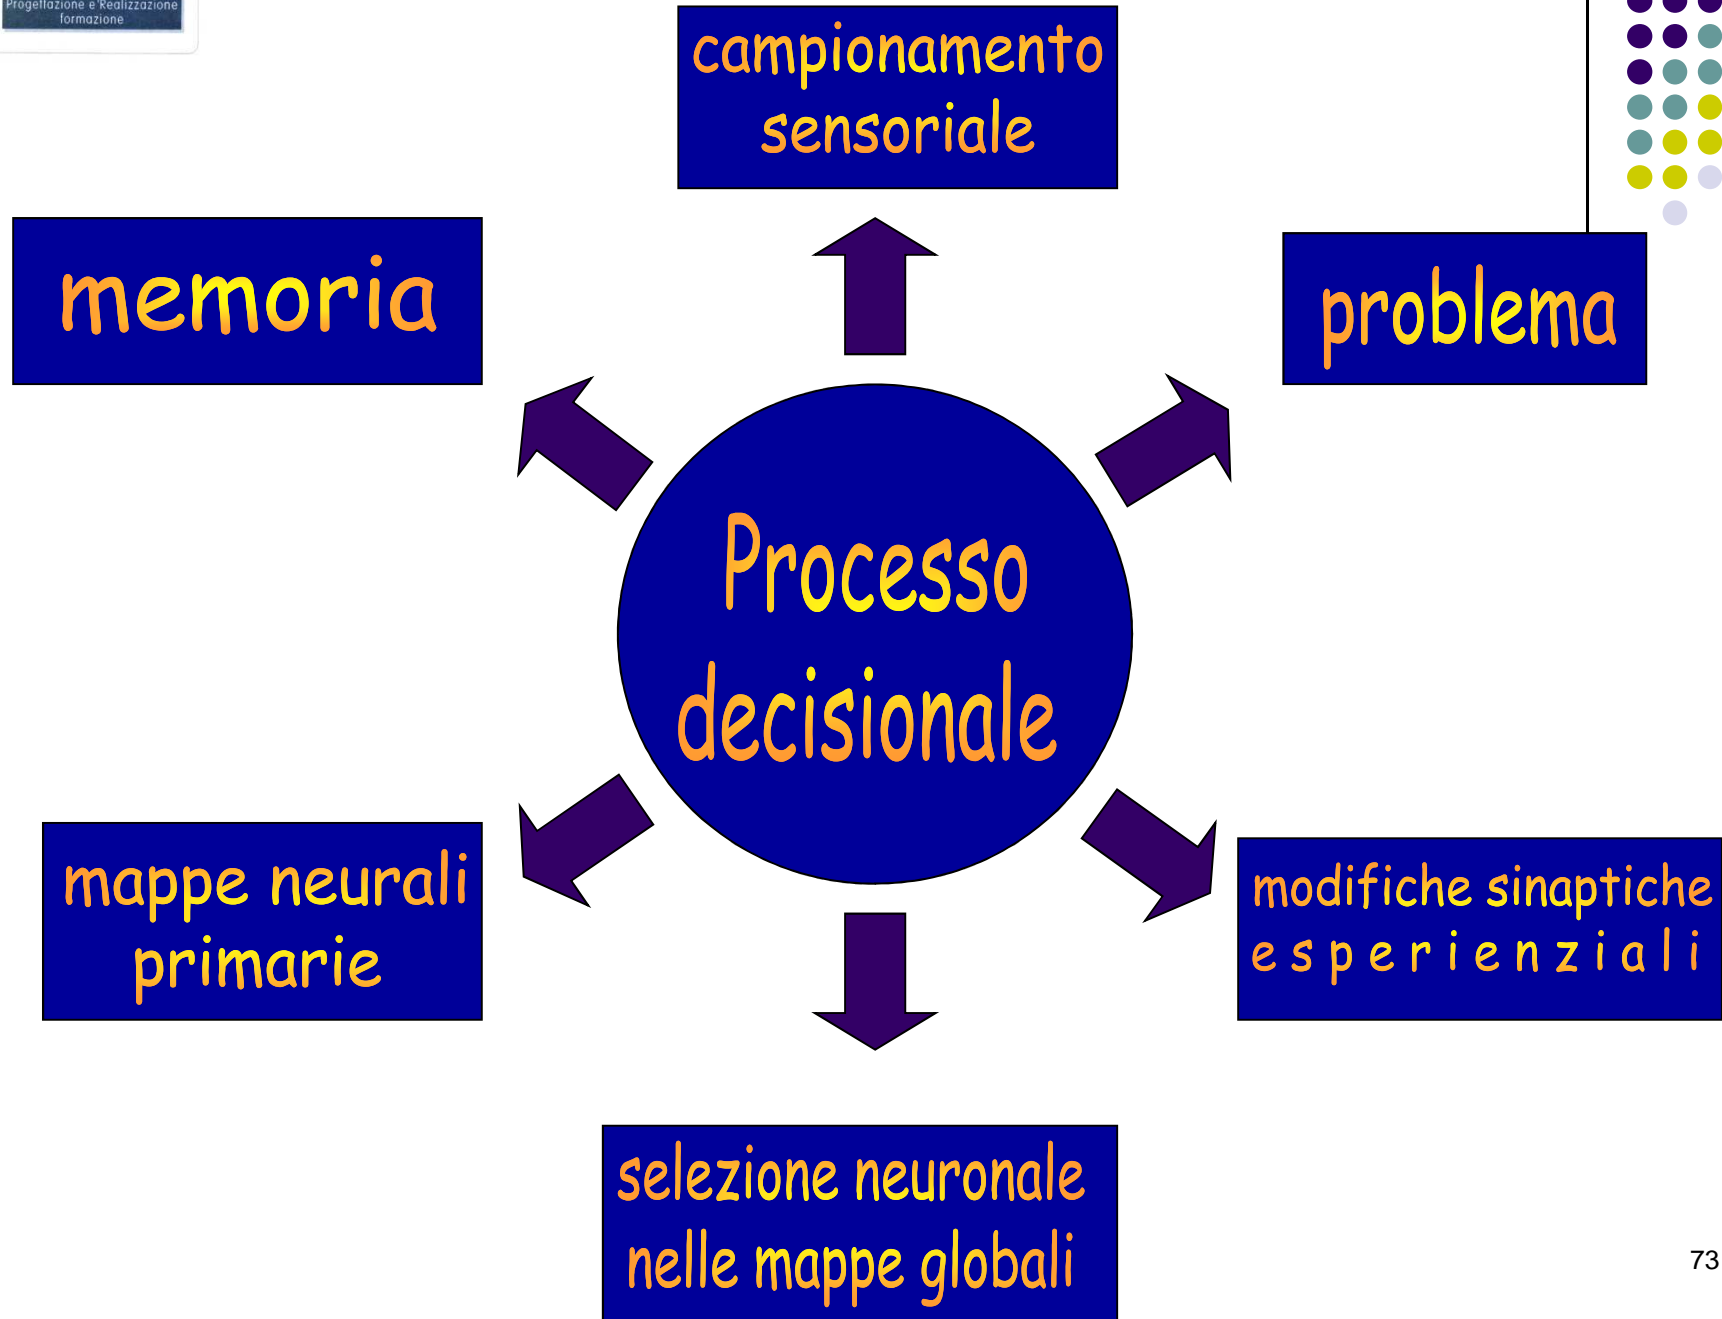 Progettazione e Realizzazione
formazione
campionamento
sensoriale
memoria
problema
Processo
decisionale
mappe neurali
primarie
modifiche sinaptiche
esperienziali
selezione neuronale
nelle mappe globali
73